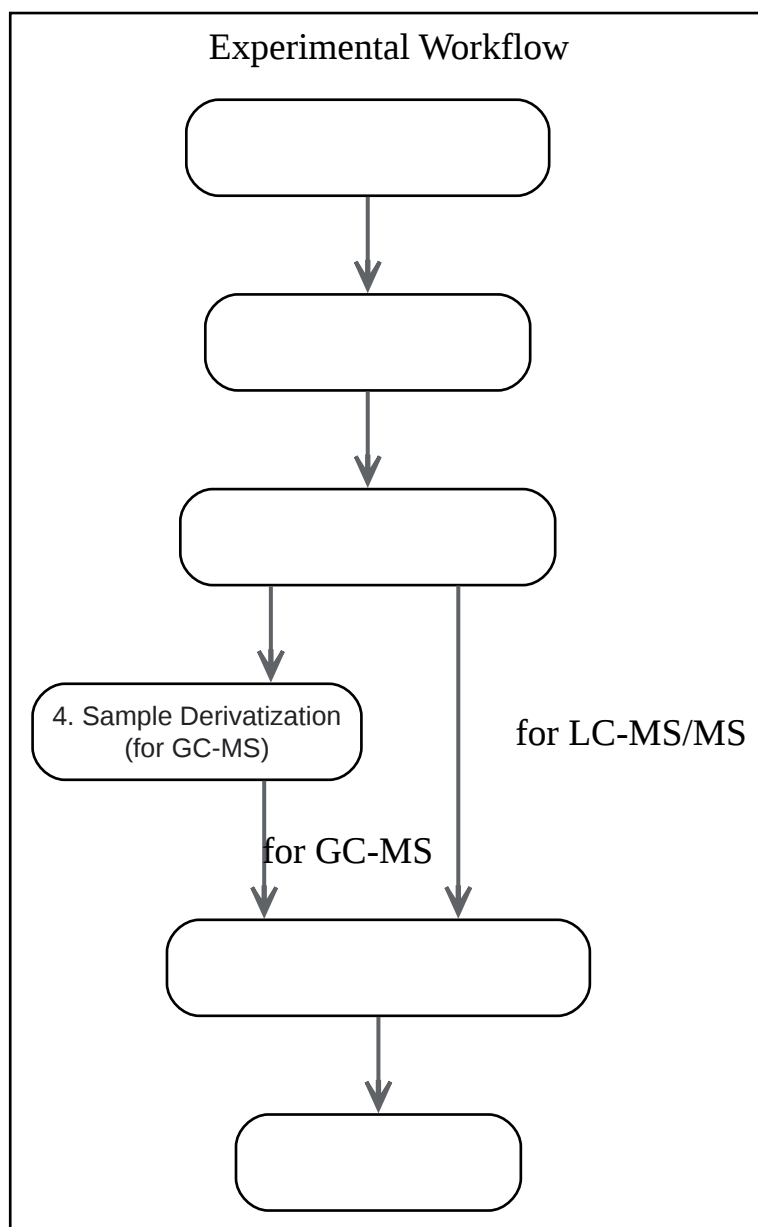 Experimental Workflow
4. Sample Derivatization
(for GC-MS)
for LC-MS/MS
for GC-MS